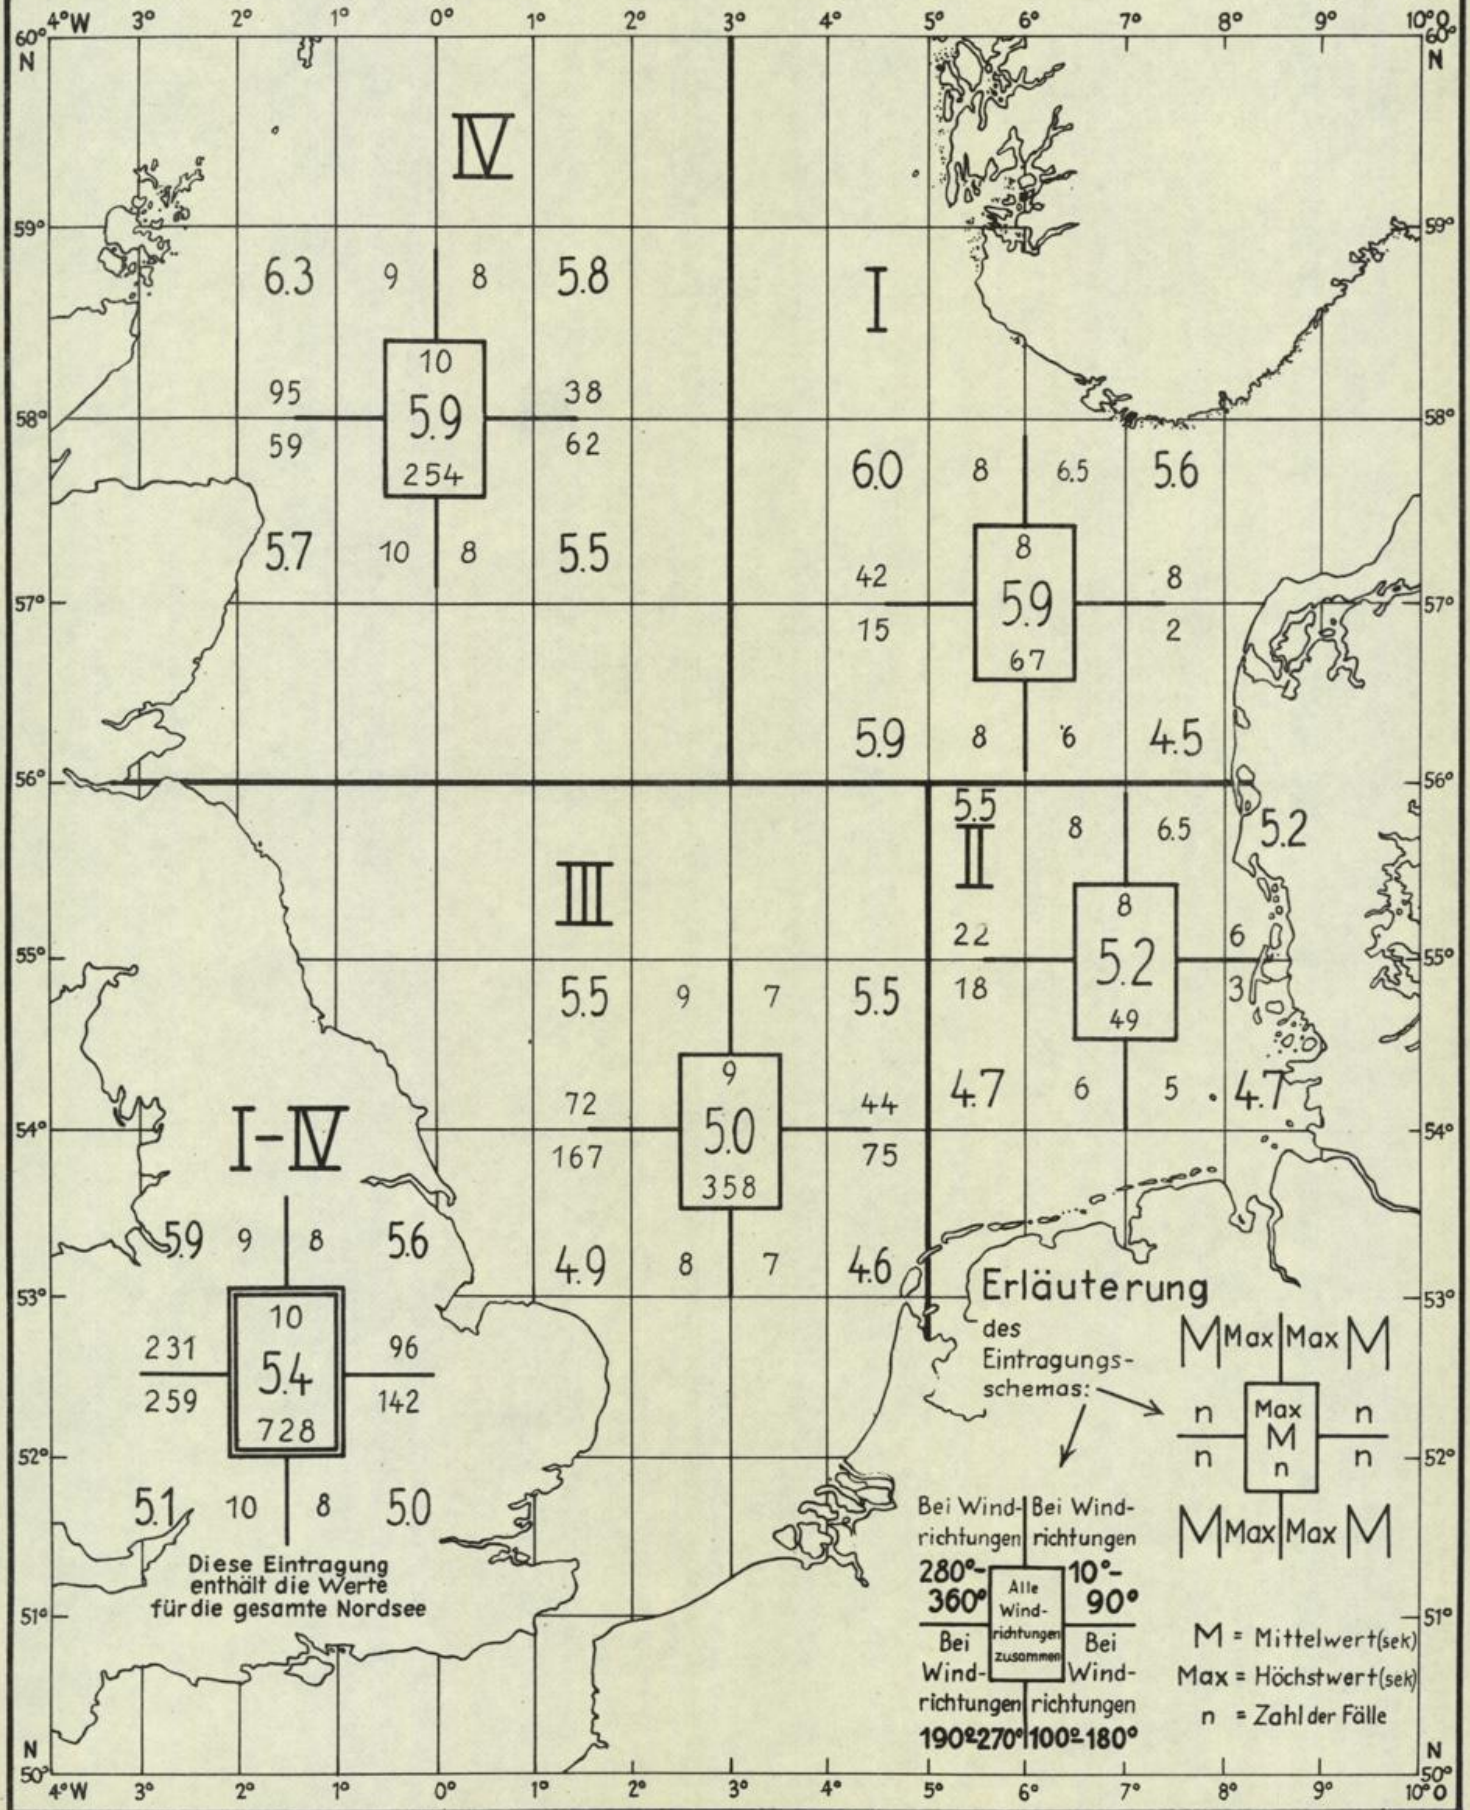 4°W 3° 2° 1° 0° 1° 2° 3° 4° 5° 6° 7° 8° 9° 10°O
60° 60°
N N
IV
59° 59°
6.3 9 8 5.8
I
10
95 38
58° 5.9 58°
59 62
254
6.0 8 6.5 5.6
5.7 10 8 5.5
8
42 8
57° 5.9 57°
15 2
67
5.9 8 6 4.5
56° 56°
5.5 8 6.5 5.2
II
III
8
22 6
55° 5.2 55°
18 3
49
5.5 9 7 5.5
9
4.7 6 5 4.7
72 44
54° 5.0 54°
167 75
358
I-IV
5.9 9 8 5.6
4.9 8 7 4.6
53° 53°
Erläuterung
des
Eintragungs-
schemas:
10
231 96
5.4
259 142
728
M Max Max M
n Max n
M
n n n
M Max Max M
52° 52°
5.1 10 8 5.0
Diese Eintragung
enthält die Werte
für die gesamte Nordsee
Bei Wind- Bei Wind-
richtungen richtungen
280°- 10°-
360° 90°
Alle
Wind-
richtungen
zusammen
Bei Bei
Wind- Wind-
richtungen richtungen
190°-270° 100°-180°
51° 51°
M = Mittelwert(sek)
Max = Höchstwert(sek)
n = Zahl der Fälle
N N
50° 50°
4°W 3° 2° 1° 0° 1° 2° 3° 4° 5° 6° 7° 8° 9° 10°O